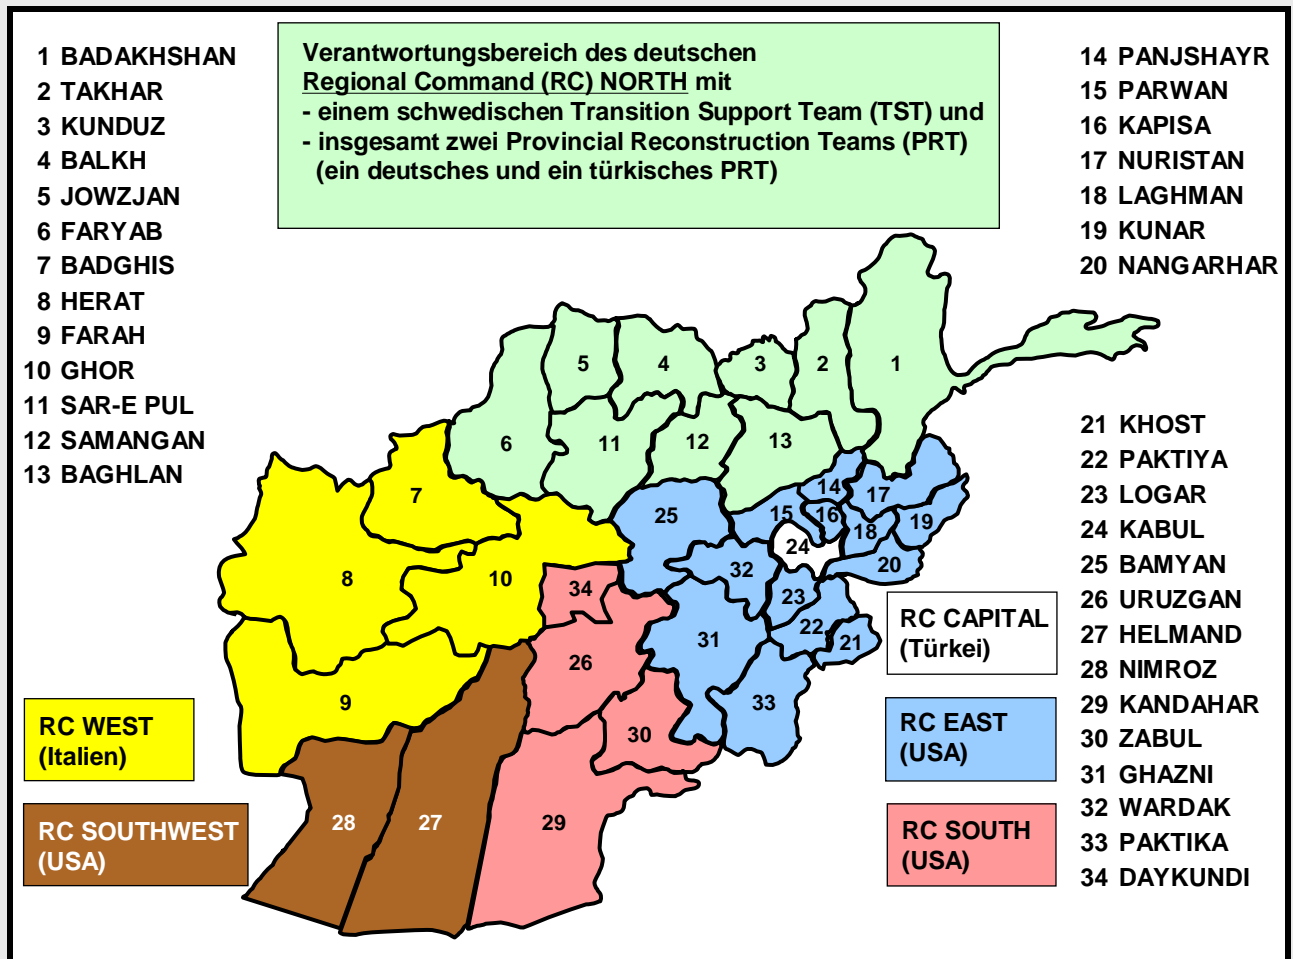 1 BADAKHSHAN
2 TAKHAR
3 KUNDUZ
4 BALKH
5 JOWZJAN
6 FARYAB
7 BADGHIS
8 HERAT
9 FARAH
10 GHOR
11 SAR-E PUL
12 SAMANGAN
13 BAGHLAN
Verantwortungsbereich des deutschen
Regional Command (RC) NORTH mit
- einem schwedischen Transition Support Team (TST) und
- insgesamt zwei Provincial Reconstruction Teams (PRT)
(ein deutsches und ein türkisches PRT)
14 PANJSHAYR
15 PARWAN
16 KAPISA
17 NURISTAN
18 LAGHMAN
19 KUNAR
20 NANGARHAR
21 KHOST
22 PAKTIYA
23 LOGAR
24 KABUL
25 BAMYAN
26 URUZGAN
27 HELMAND
28 NIMROZ
29 KANDAHAR
30 ZABUL
31 GHAZNI
32 WARDAK
33 PAKTIKA
34 DAYKUNDI
5
4
3
2
1
6
11
12
13
7
25
15
14
16
17
18
19
24
20
8
10
34
32
23
22
21
31
26
9
30
33
28
27
29
RC CAPITAL
(Türkei)
RC WEST
(Italien)
RC EAST
(USA)
RC SOUTHWEST
(USA)
RC SOUTH
(USA)